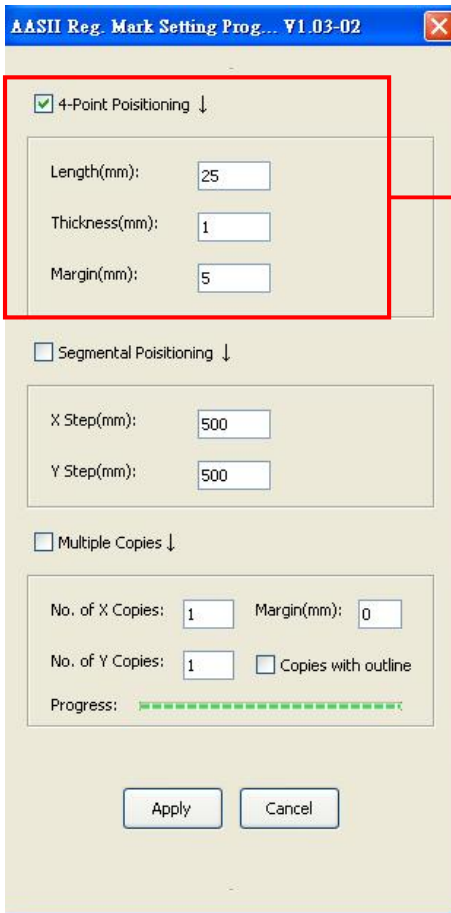 AASII Reg. Mark Setting Prog... V1.03-02
4-Point Poisitioning ↓
Length(mm): 25
Thickness(mm): 1
Margin(mm): 5
Segmental Poisitioning ↓
X Step(mm): 500
Y Step(mm): 500
Multiple Copies ↓
No. of X Copies: 1 Margin(mm): 0
No. of Y Copies: 1 Copies with outline
Progress:
Apply Cancel